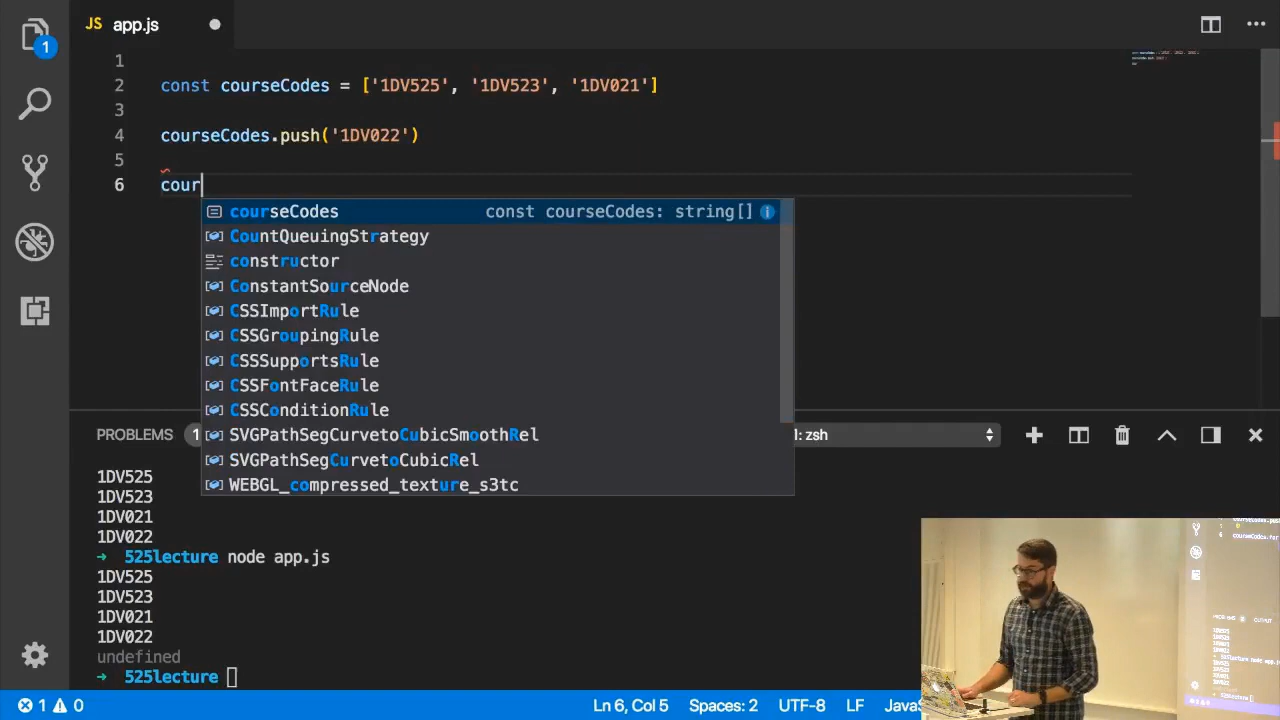 1
JS app.js
1
2 const courseCodes = ['1DV525', '1DV523', '1DV021']
3
4 courseCodes.push('1DV022')
5
6 cour
courseCodes const courseCodes: string[]
CountQueuingStrategy
constructor
ConstantSourceNode
CSSImportRule
CSSGroupingRule
CSSSupportsRule
CSSFontFaceRule
CSSConditionRule
SVGPathSegCurvetoCubicSmoothRel
SVGPathSegCurvetoCubicRel
WEBGL_compressed_texture_s3tc
PROBLEMS 1 1: zsh
1DV525
1DV523
1DV021
1DV022
➜ 525lecture node app.js
1DV525
1DV523
1DV021
1DV022
undefined
➜ 525lecture
1 0 Ln 6, Col 5 Spaces: 2 UTF-8 LF